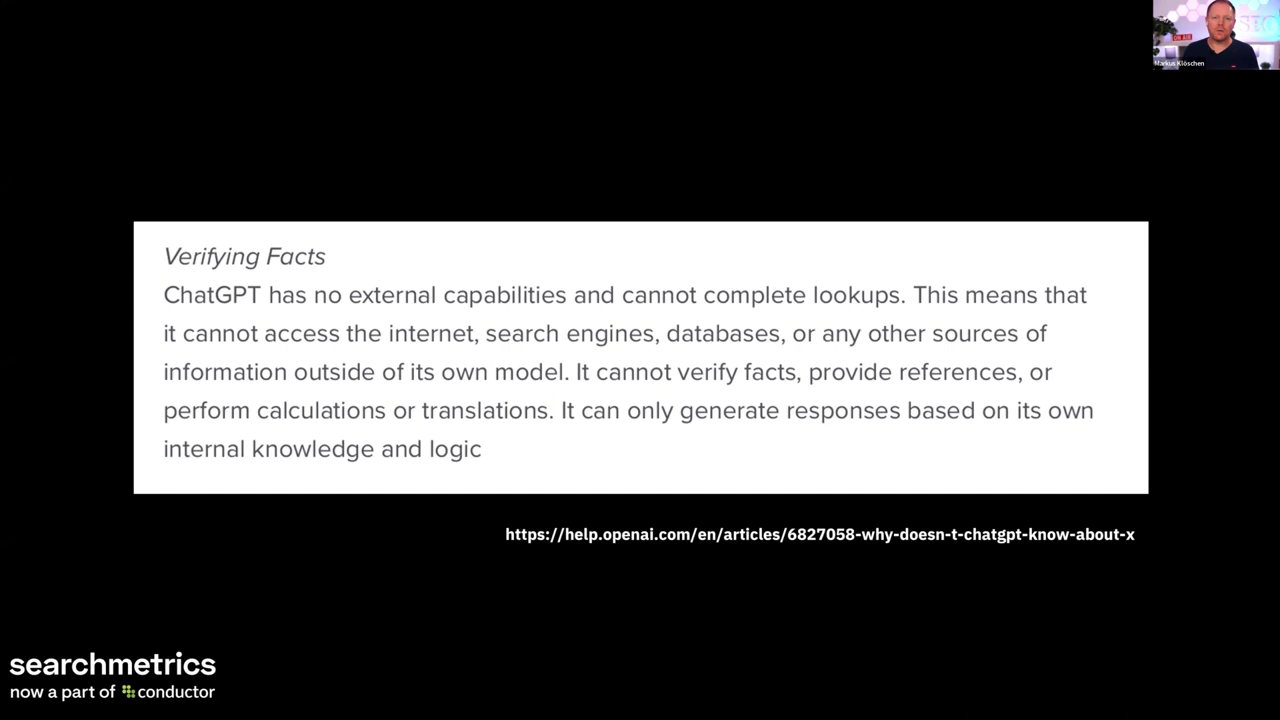 ON AIR
SEO
Markus Klöschen
Verifying Facts
ChatGPT has no external capabilities and cannot complete lookups. This means that
it cannot access the internet, search engines, databases, or any other sources of
information outside of its own model. It cannot verify facts, provide references, or
perform calculations or translations. It can only generate responses based on its own
internal knowledge and logic
https://help.openai.com/en/articles/6827058-why-doesn-t-chatgpt-know-about-x
searchmetrics
now a part of conductor